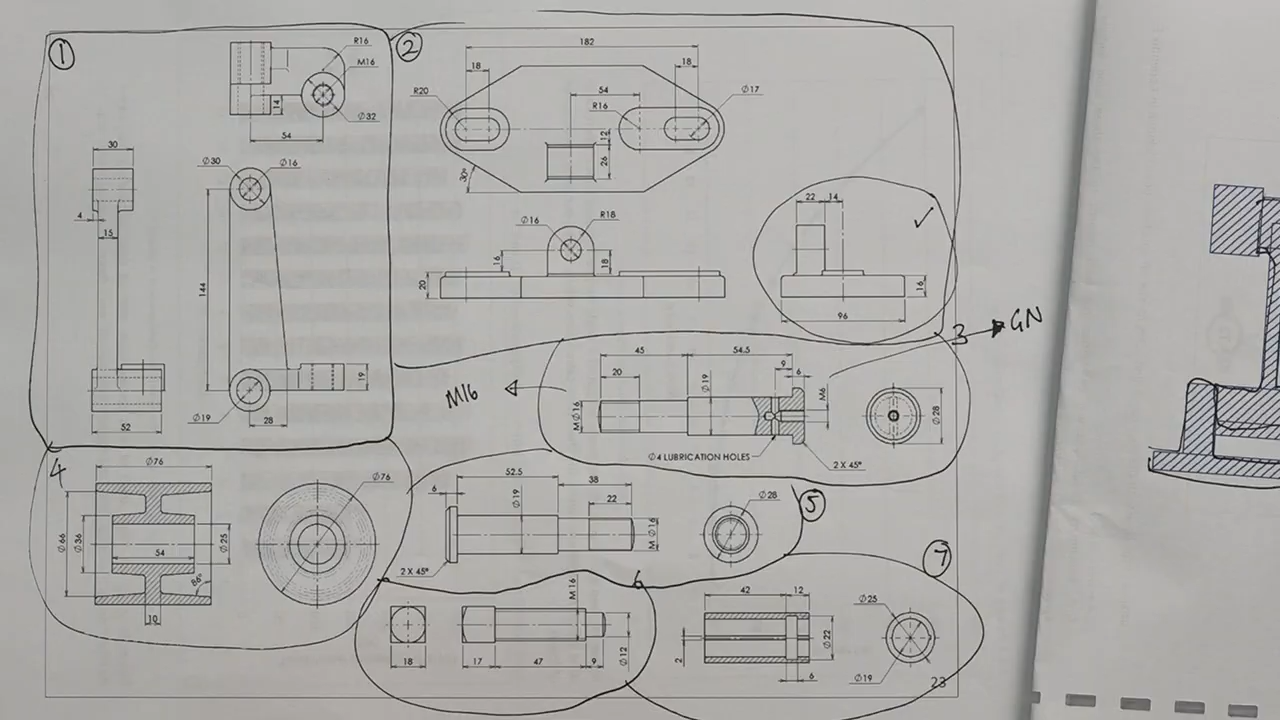 1
R16
M16
14
Ø32
54
30
Ø30
Ø16
4
15
144
19
Ø19
28
52
2
182
18
18
R20
54
Ø17
R16
12
26
30°
Ø16
R18
16
18
20
22
14
16
96
3
GN
M16
45
54.5
9
6
20
Ø19
M6
MØ16
Ø28
Ø4 LUBRICATION HOLES
2 X 45°
4
Ø76
Ø76
Ø66
Ø36
54
Ø25
86°
10
5
52.5
6
38
Ø19
22
M Ø16
Ø28
2 X 45°
6
M16
18
17
47
9
Ø12
7
42
12
Ø25
Ø22
2
6
Ø19
23